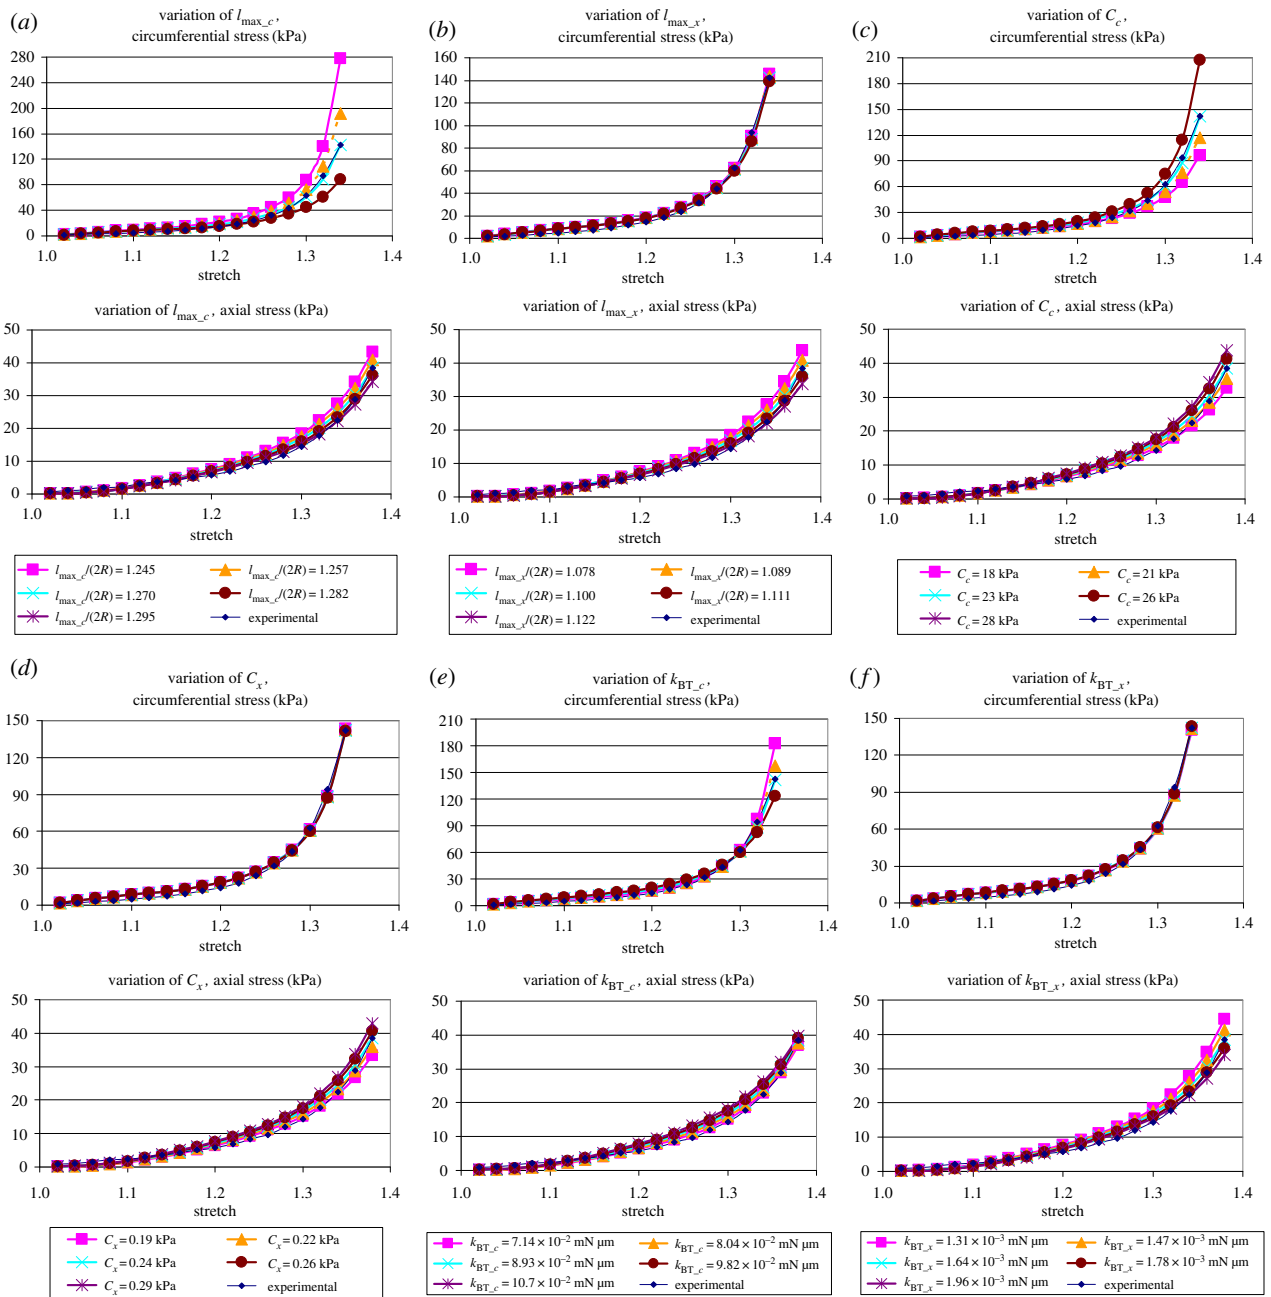 (a)
variation of l_max_c,
circumferential stress (kPa)
280
240
200
160
120
80
40
0
1.0 1.1 1.2 1.3 1.4
stretch
variation of l_max_c, axial stress (kPa)
50
40
30
20
10
0
1.0 1.1 1.2 1.3 1.4
l_max_c/(2R) = 1.245 l_max_c/(2R) = 1.257
l_max_c/(2R) = 1.270 l_max_c/(2R) = 1.282
l_max_c/(2R) = 1.295 experimental
(b)
variation of l_max_x,
circumferential stress (kPa)
160
140
120
100
80
60
40
20
0
1.0 1.1 1.2 1.3 1.4
stretch
variation of l_max_x, axial stress (kPa)
50
40
30
20
10
0
1.0 1.1 1.2 1.3 1.4
l_max_x/(2R) = 1.078 l_max_x/(2R) = 1.089
l_max_x/(2R) = 1.100 l_max_x/(2R) = 1.111
l_max_x/(2R) = 1.122 experimental
(c)
variation of C_c,
circumferential stress (kPa)
210
180
150
120
90
60
30
0
1.0 1.1 1.2 1.3 1.4
stretch
variation of C_c, axial stress (kPa)
50
40
30
20
10
0
1.0 1.1 1.2 1.3 1.4
C_c = 18 kPa C_c = 21 kPa
C_c = 23 kPa C_c = 26 kPa
C_c = 28 kPa experimental
(d)
variation of C_x,
circumferential stress (kPa)
150
120
90
60
30
0
1.0 1.1 1.2 1.3 1.4
stretch
variation of C_x, axial stress (kPa)
50
40
30
20
10
0
1.0 1.1 1.2 1.3 1.4
stretch
C_x = 0.19 kPa C_x = 0.22 kPa
C_x = 0.24 kPa C_x = 0.26 kPa
C_x = 0.29 kPa experimental
(e)
variation of k_BT_c,
circumferential stress (kPa)
210
180
150
120
90
60
30
0
1.0 1.1 1.2 1.3 1.4
stretch
variation of k_BT_c, axial stress (kPa)
50
40
30
20
10
0
1.0 1.1 1.2 1.3 1.4
stretch
k_BT_c = 7.14 × 10⁻² mN µm k_BT_c = 8.04 × 10⁻² mN µm
k_BT_c = 8.93 × 10⁻² mN µm k_BT_c = 9.82 × 10⁻² mN µm
k_BT_c = 10.7 × 10⁻² mN µm experimental
(f)
variation of k_BT_x,
circumferential stress (kPa)
150
120
90
60
30
0
1.0 1.1 1.2 1.3 1.4
stretch
variation of k_BT_x, axial stress (kPa)
50
40
30
20
10
0
1.0 1.1 1.2 1.3 1.4
stretch
k_BT_x = 1.31 × 10⁻³ mN µm k_BT_x = 1.47 × 10⁻³ mN µm
k_BT_x = 1.64 × 10⁻³ mN µm k_BT_x = 1.78 × 10⁻³ mN µm
k_BT_x = 1.96 × 10⁻³ mN µm experimental